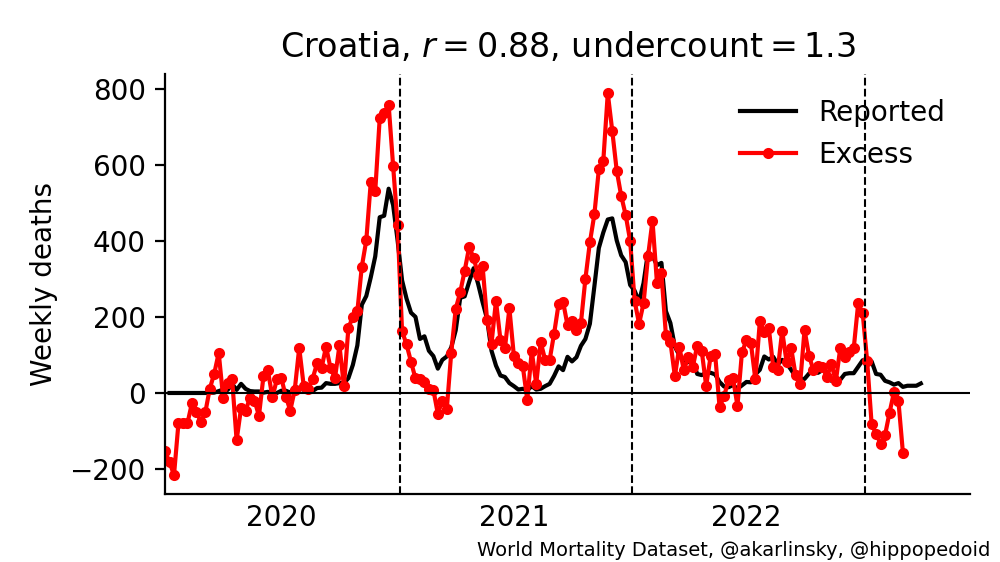 Croatia, r = 0.88, undercount = 1.3
800
600
400
200
0
−200
Weekly deaths
Reported
Excess
2020
2021
2022
World Mortality Dataset, @akarlinsky, @hippopedoid